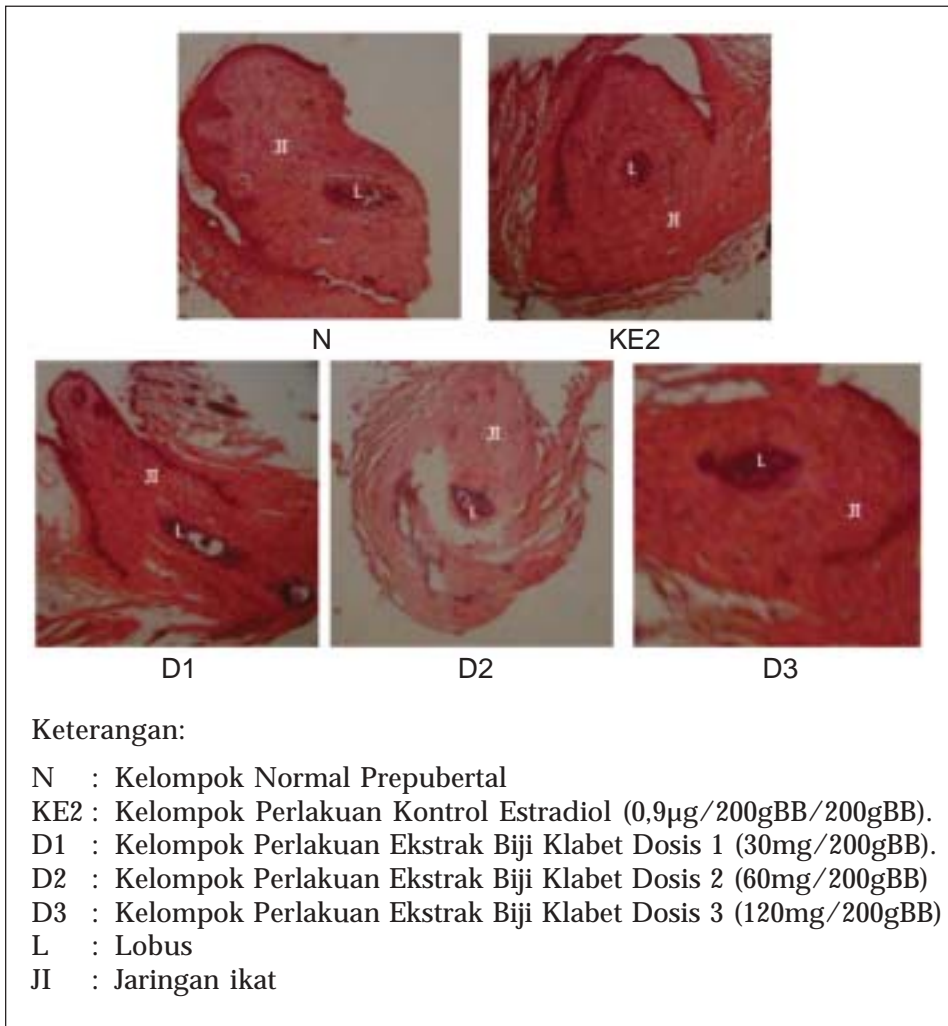 JI
L
L
JI
N
KE2
JI
L
JI
L
L
JI
D1
D2
D3
Keterangan:
N : Kelompok Normal Prepubertal
KE2 : Kelompok Perlakuan Kontrol Estradiol (0,9µg/200gBB/200gBB).
D1 : Kelompok Perlakuan Ekstrak Biji Klabet Dosis 1 (30mg/200gBB).
D2 : Kelompok Perlakuan Ekstrak Biji Klabet Dosis 2 (60mg/200gBB)
D3 : Kelompok Perlakuan Ekstrak Biji Klabet Dosis 3 (120mg/200gBB)
L : Lobus
JI : Jaringan ikat